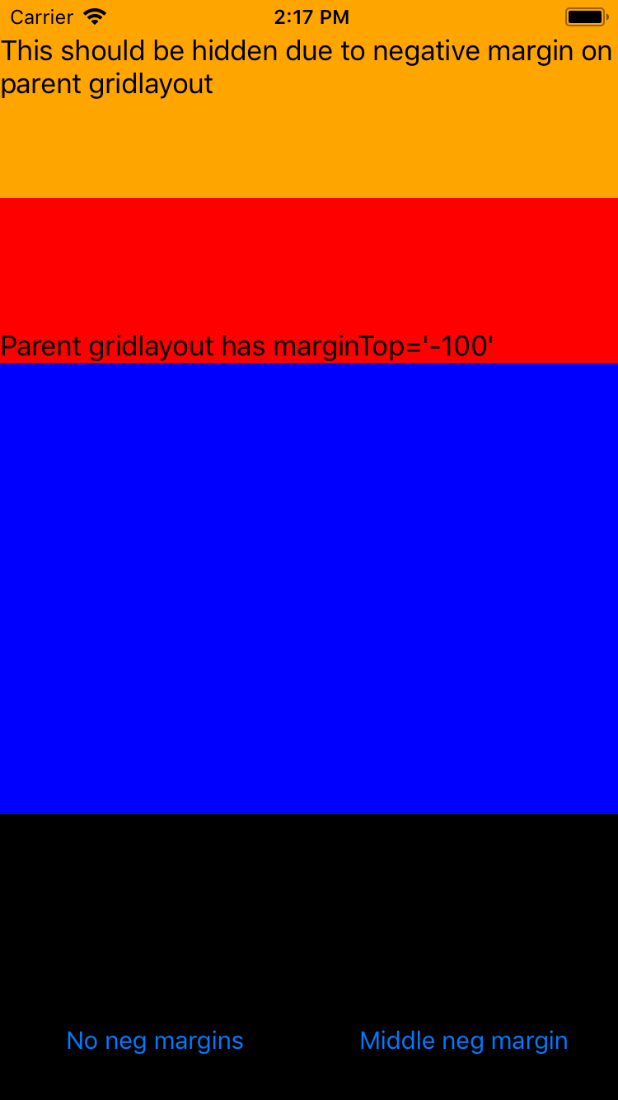 Carrier 2:17 PM
This should be hidden due to negative margin on
parent gridlayout
Parent gridlayout has marginTop='-100'
No neg margins Middle neg margin